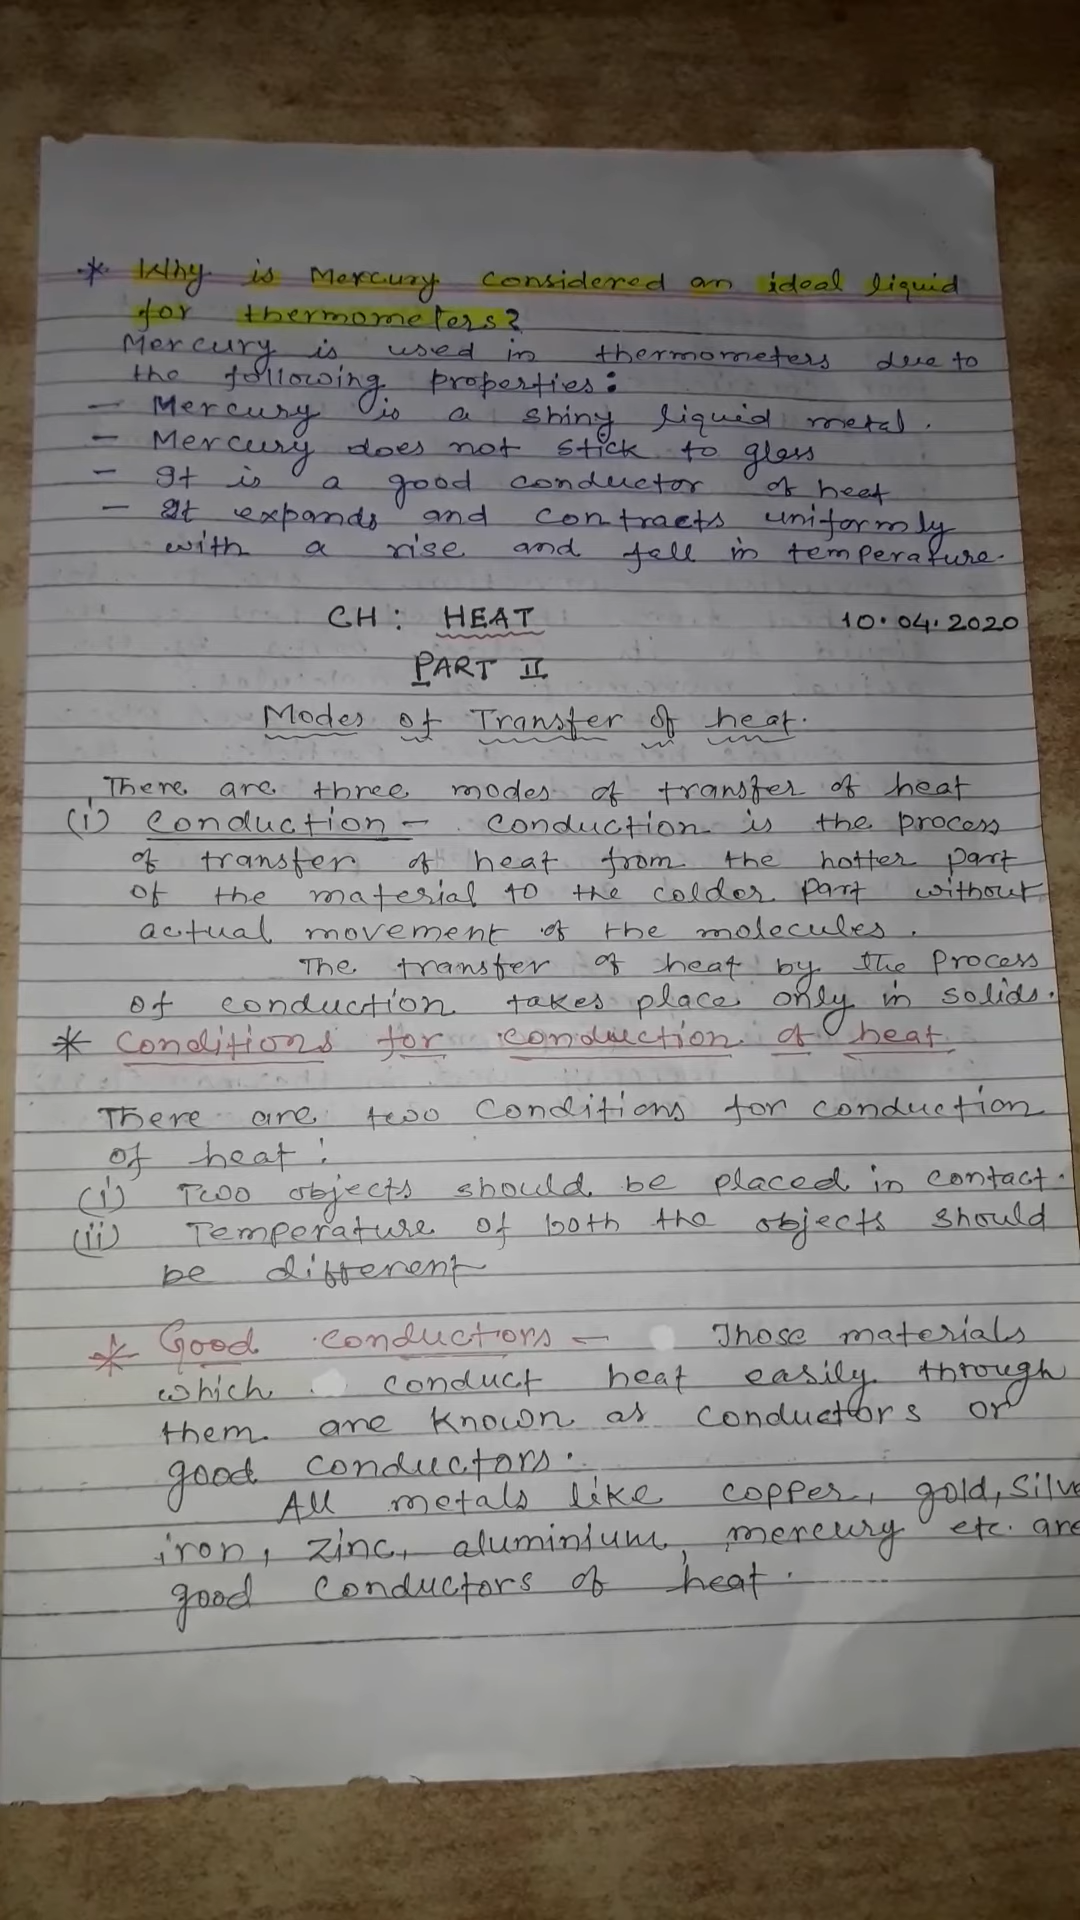 * Why is Mercury considered an ideal liquid
for thermometers?
Mercury is used in thermometers due to
the following properties:
- Mercury is a shiny liquid metal.
- Mercury does not stick to glass
- It is a good conductor of heat
- It expands and contracts uniformly
with a rise and fall in temperature.
CH: HEAT 10.04.2020
PART II
Modes of Transfer of heat.
There are three modes of transfer of heat
(i) Conduction - Conduction is the process
of transfer of heat from the hotter part
of the material to the colder part without
actual movement of the molecules.
The transfer of heat by the process
of conduction takes place only in solids.
* Conditions for conduction of heat
There are two conditions for conduction
of heat:
(i) Two objects should be placed in contact.
(ii) Temperature of both the objects should
be different
* Good conductors - Those materials
which conduct heat easily through
them are known as conductors or
good conductors.
All metals like copper, gold, Silve
iron, zinc, aluminium, mercury etc. are
good conductors of heat.